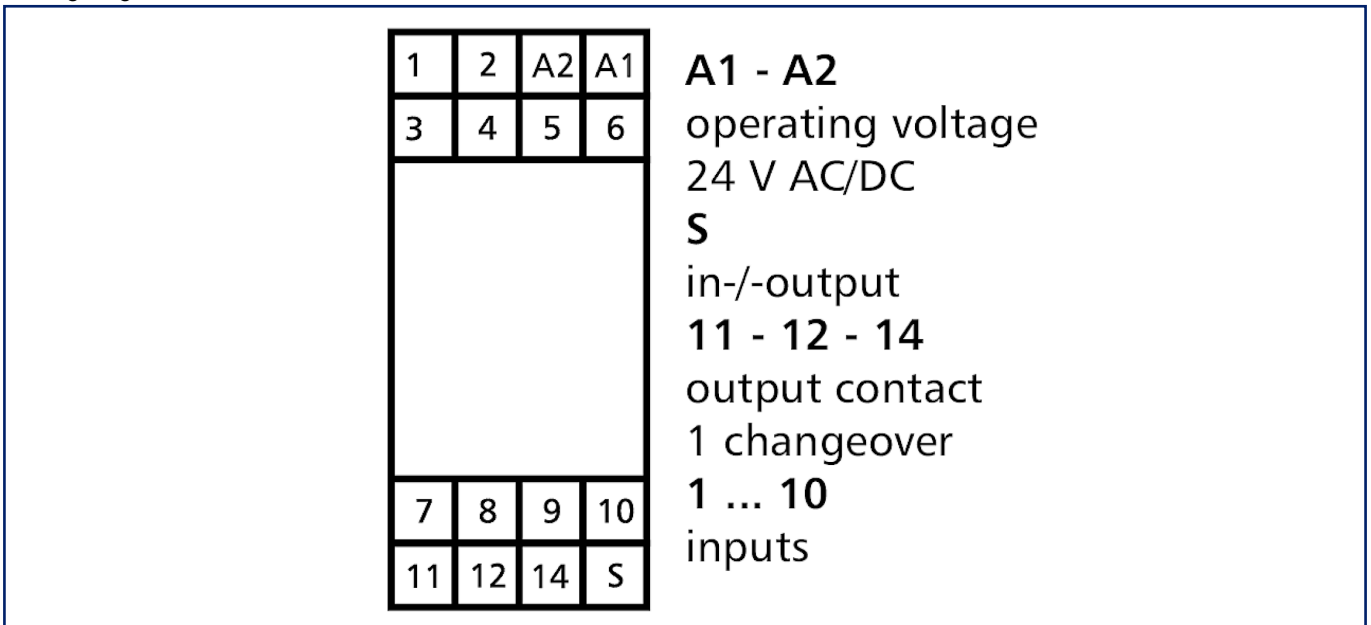 1 2 A2 A1
3 4 5 6
7 8 9 10
11 12 14 S
A1 - A2
operating voltage
24 V AC/DC
S
in-/-output
11 - 12 - 14
output contact
1 changeover
1 ... 10
inputs